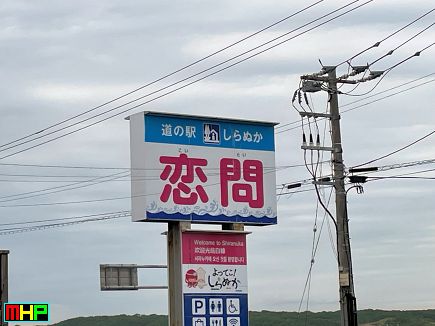 道の駅 しらぬか
こい とい
恋問
Welcome to Shiranuka
よってこ!
しらぬか
P
MHP